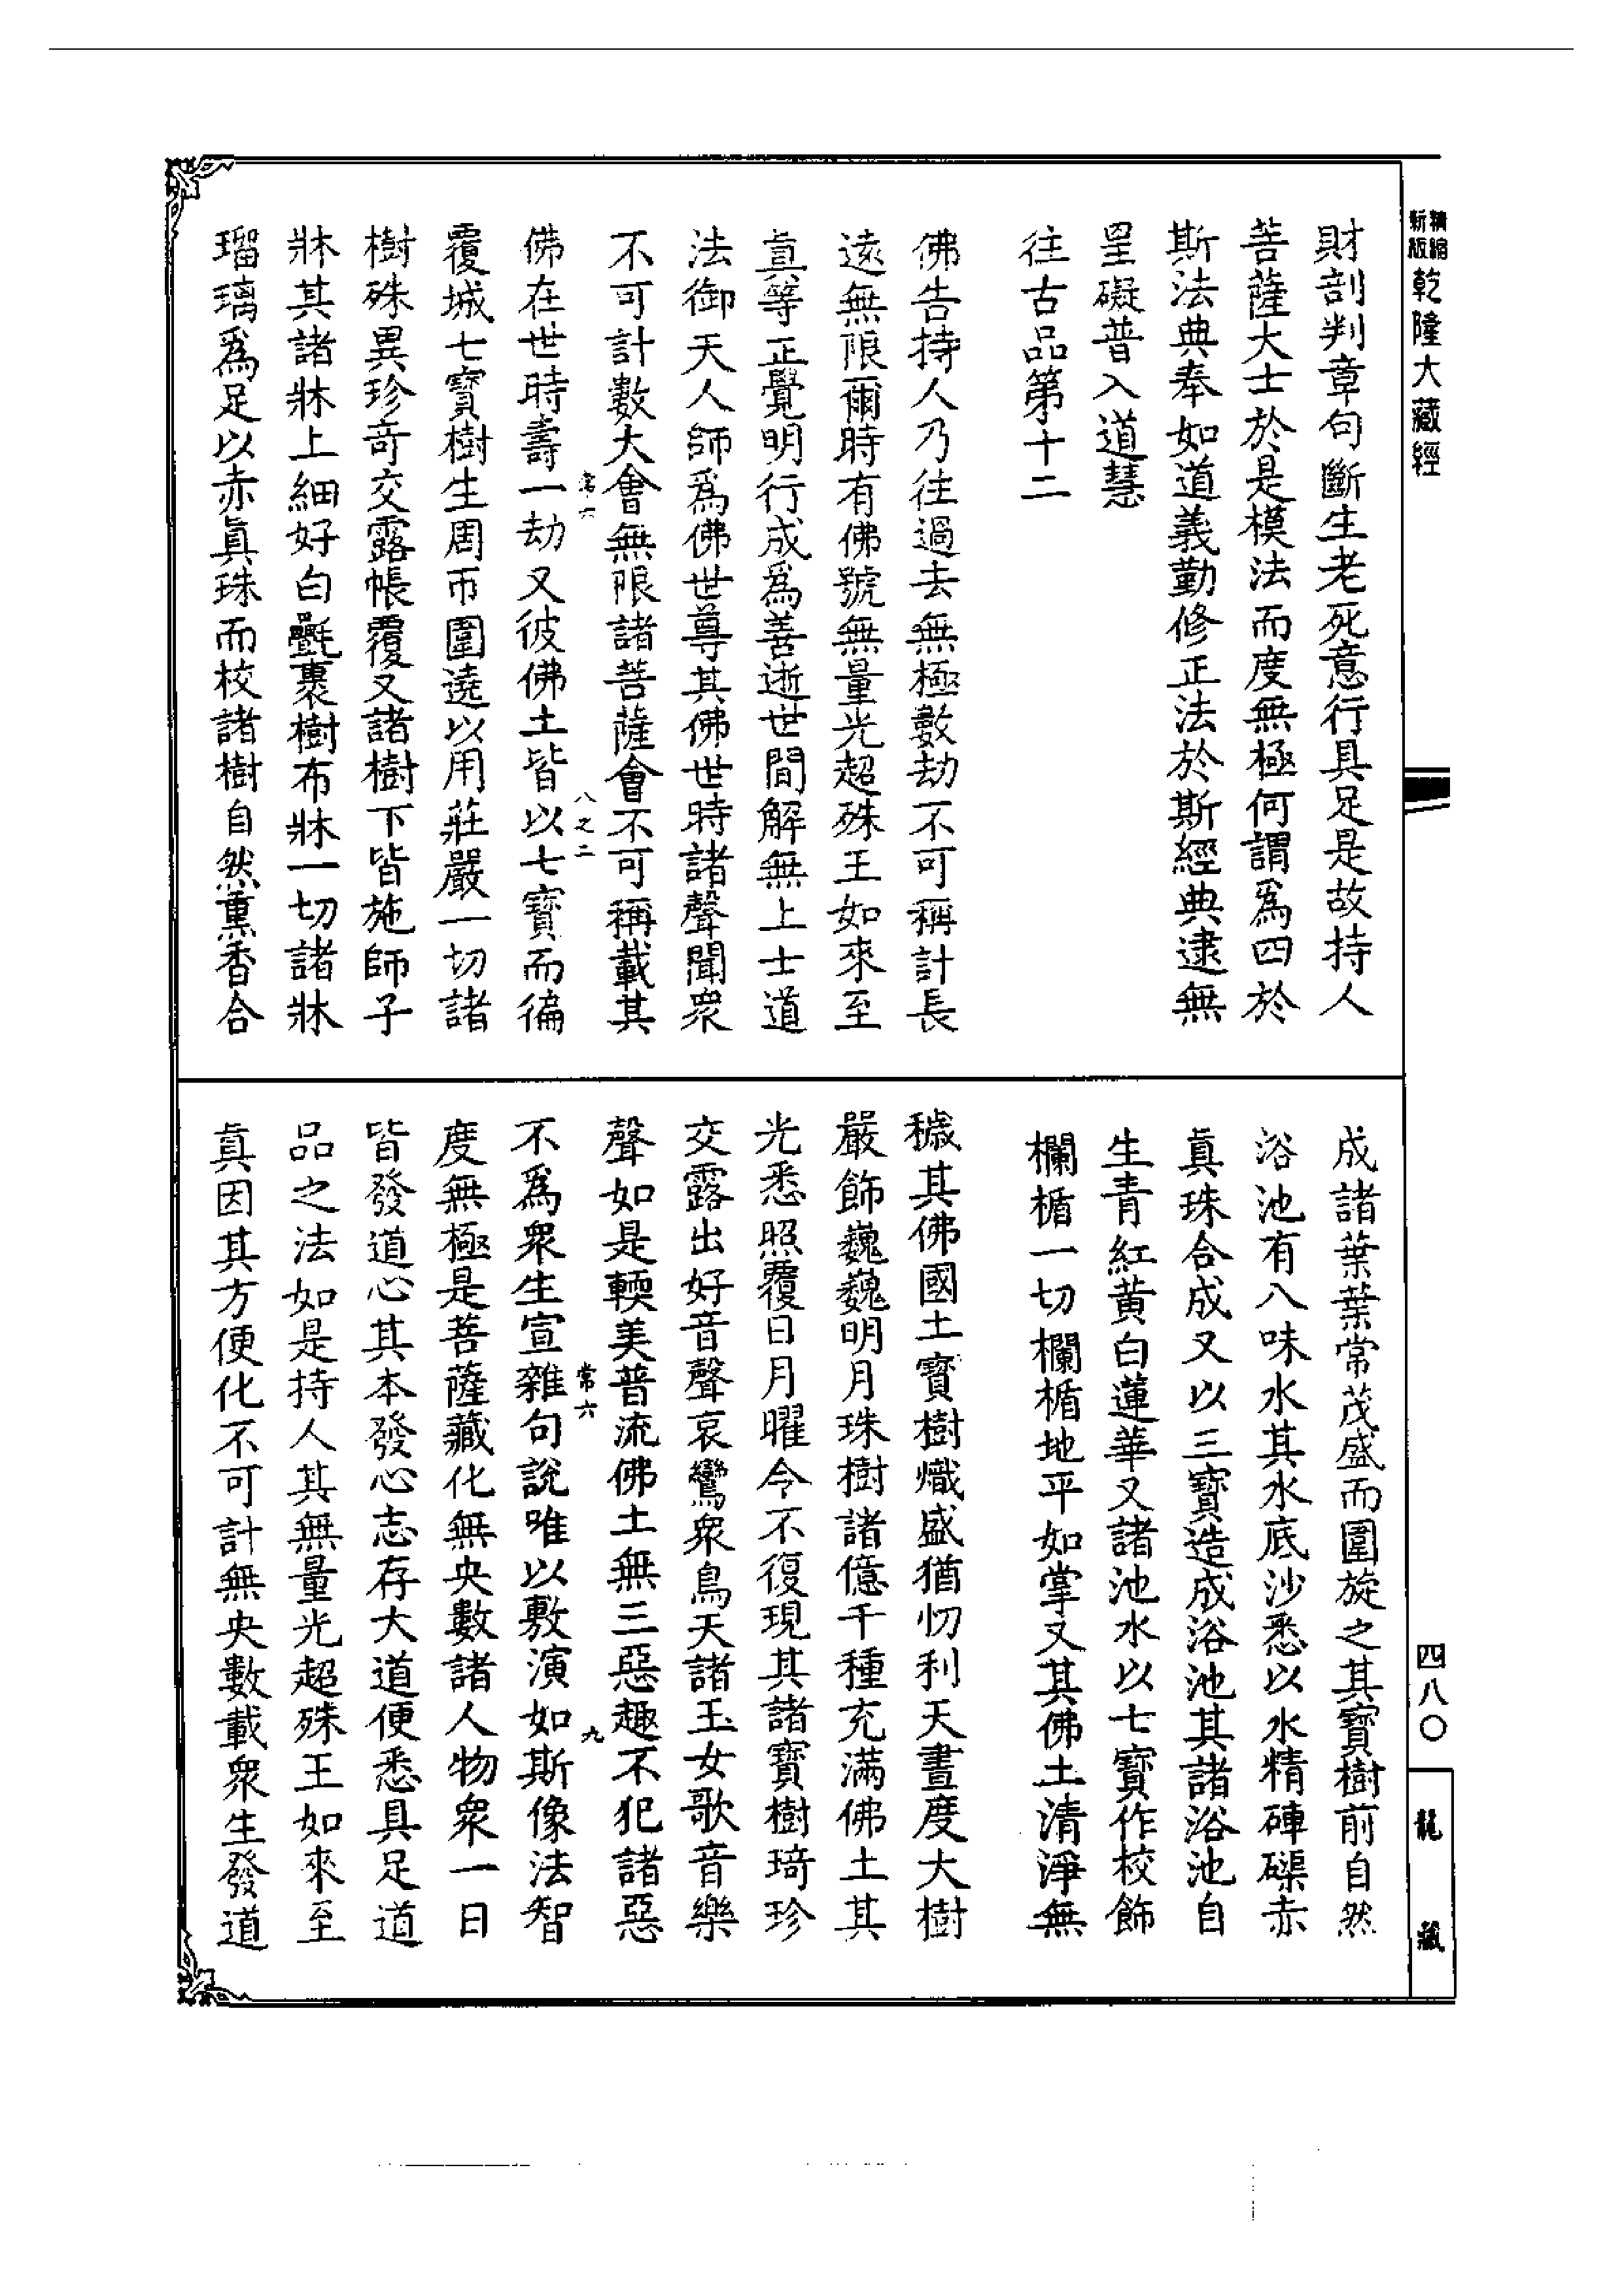 精縮新版
乾隆大藏經
財剖判章句斷生老死意行具足是故持人
菩薩大士於是模法而度無極何謂爲四於
斯法典奉如道義勤修正法於斯經典逮無
罣礙普入道慧
往古品第十二
佛告持人乃往過去無極數劫不可稱計長
遠無限爾時有佛號無量光超殊王如來至
真等正覺明行成爲善逝世間解無上士道
法御天人師爲佛世尊其佛世時諸聲聞衆
不可計數大會無限諸菩薩會不可稱載其
八之二
佛在世時壽一劫又彼佛土皆以七寶而徧
覆城七寶樹生周帀圍遶以用莊嚴一切諸
樹殊異珍奇交露帳覆又諸樹下皆施師子
牀其諸牀上細好白㲲裹樹布牀一切諸牀
瑠璃爲足以赤眞珠而校諸樹自然熏香合
成諸葉葉常茂盛而圍旋之其寶樹前自然
浴池有八味水其水底沙悉以水精硨磲赤
真珠合成又以三寶造成浴池其諸浴池自
生青紅黄白蓮華又諸池水以七寶作校飾
欄楯一切欄楯地平如掌又其佛土清淨無
穢其佛國土寶樹熾盛猶忉利天晝度大樹
嚴飾巍巍明月珠樹諸億千種充滿佛土其
光悉照覆日月曜令不復現其諸寶樹琦珍
交露出好音聲哀鸞衆鳥天諸玉女歌音樂
聲如是輭美普流佛土無三惡趣不犯諸惡
常六
九
不爲衆生宣雜句說唯以敷演如斯像法智
度無極是菩薩藏化無央數諸人物衆一日
皆發道心其本發心志存大道便悉具足道
品之法如是持人其無量光超殊王如來至
真因其方便化不可計無央數載衆生發道
四八〇
龍藏